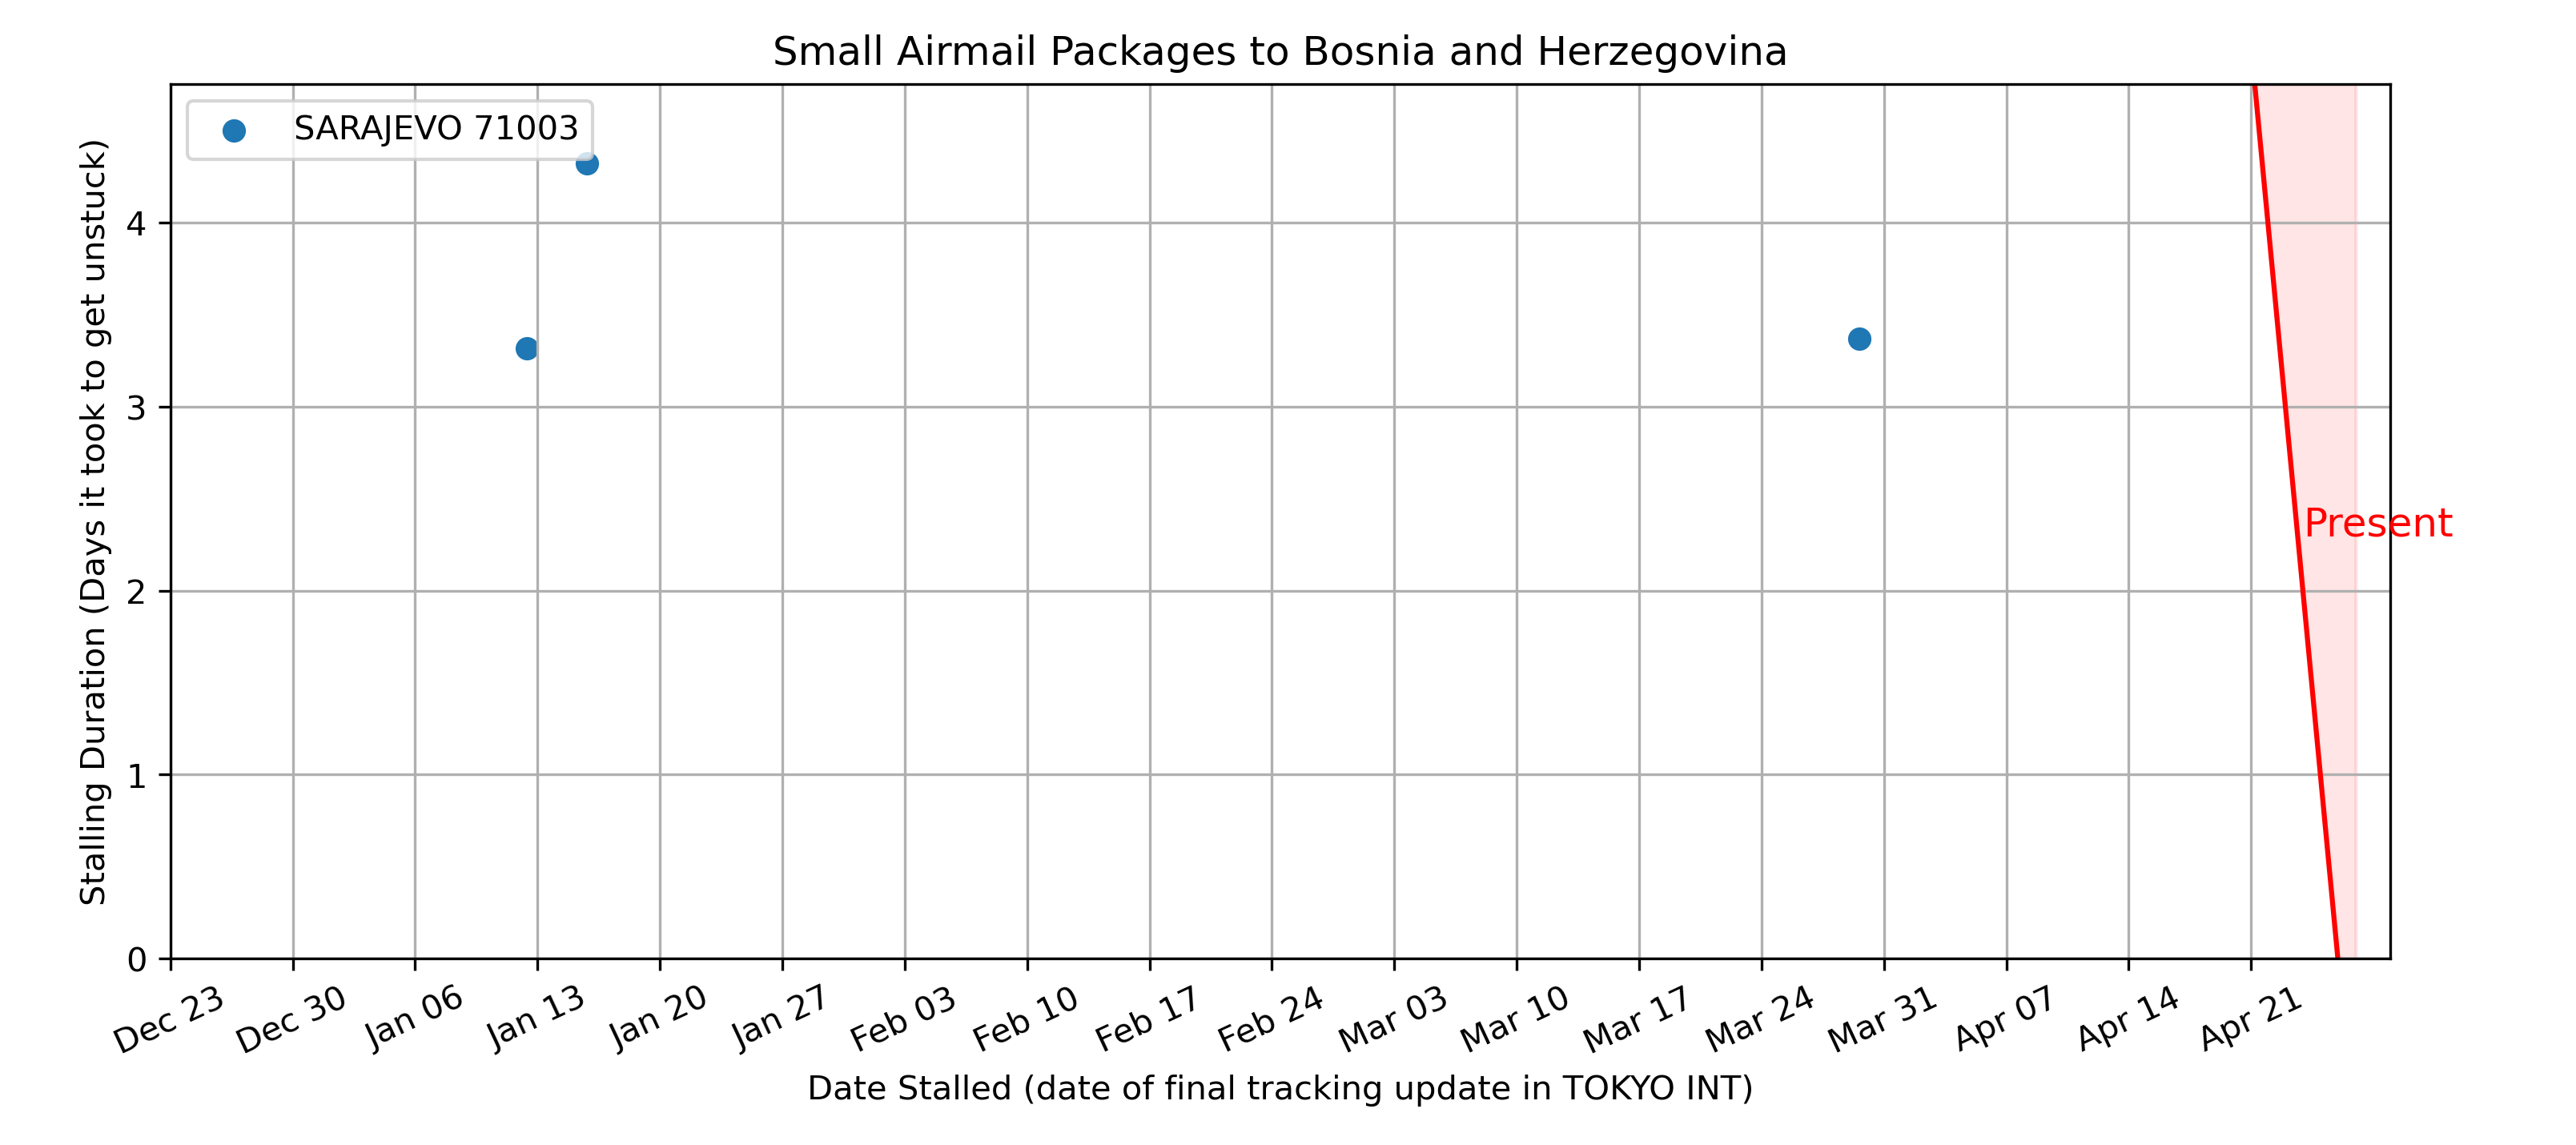 Small Airmail Packages to Bosnia and Herzegovina
SARAJEVO 71003
Stalling Duration (Days it took to get unstuck)
4
3
2
1
0
Present
Dec 23
Dec 30
Jan 06
Jan 13
Jan 20
Jan 27
Feb 03
Feb 10
Feb 17
Feb 24
Mar 03
Mar 10
Mar 17
Mar 24
Mar 31
Apr 07
Apr 14
Apr 21
Date Stalled (date of final tracking update in TOKYO INT)